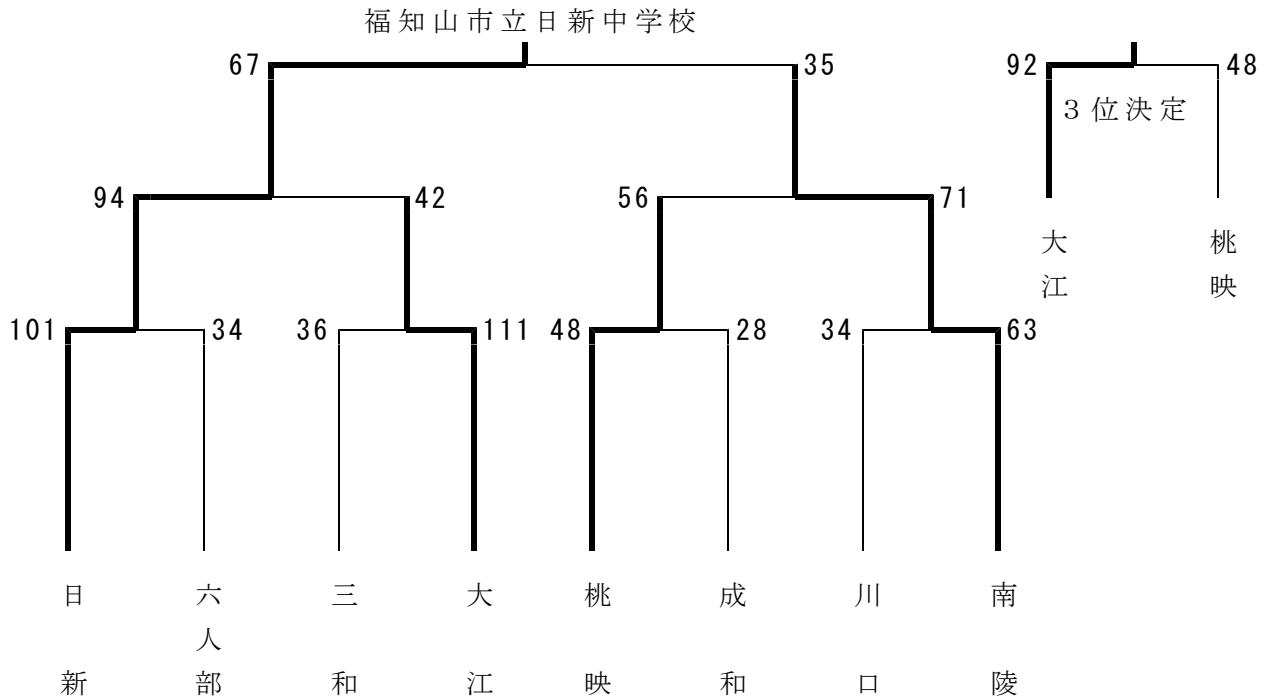 福知山市立日新中学校
67 35 92 48
3位決定
94 42 56 71
大江 桃映
101 34 36 111 48 28 34 63
日新 六人部 三和 大江 桃映 成和 川口 南陵